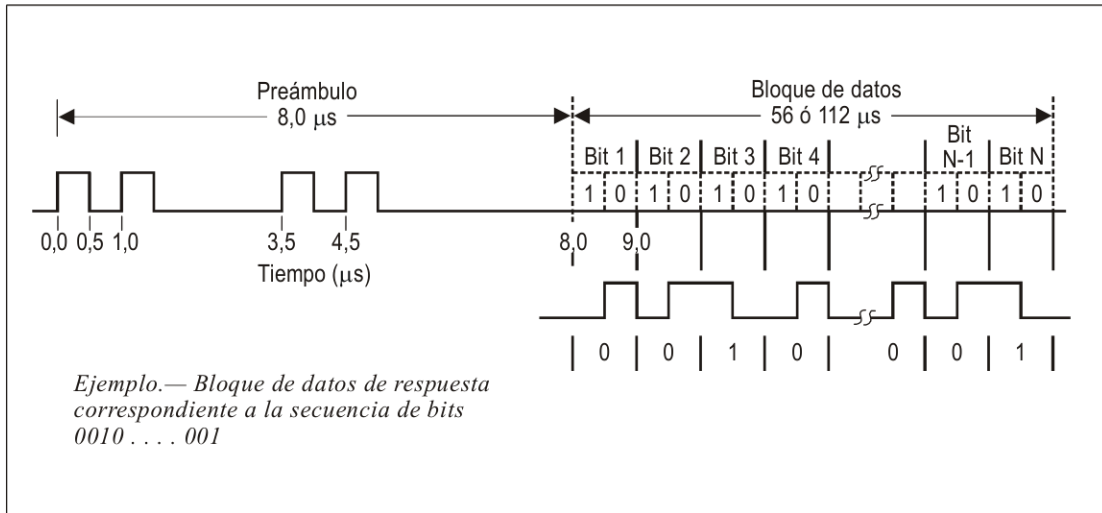 Preámbulo
8,0 μs
Bloque de datos
56 ó 112 μs
Bit 1 Bit 2 Bit 3 Bit 4 Bit N-1 Bit N
1 0 1 0 1 0 1 0 1 0 1 0
0,0 0,5 1,0 3,5 4,5 8,0 9,0
Tiempo (μs)
0 0 1 0 0 0 1
Ejemplo.— Bloque de datos de respuesta
correspondiente a la secuencia de bits
0010 . . . . 001